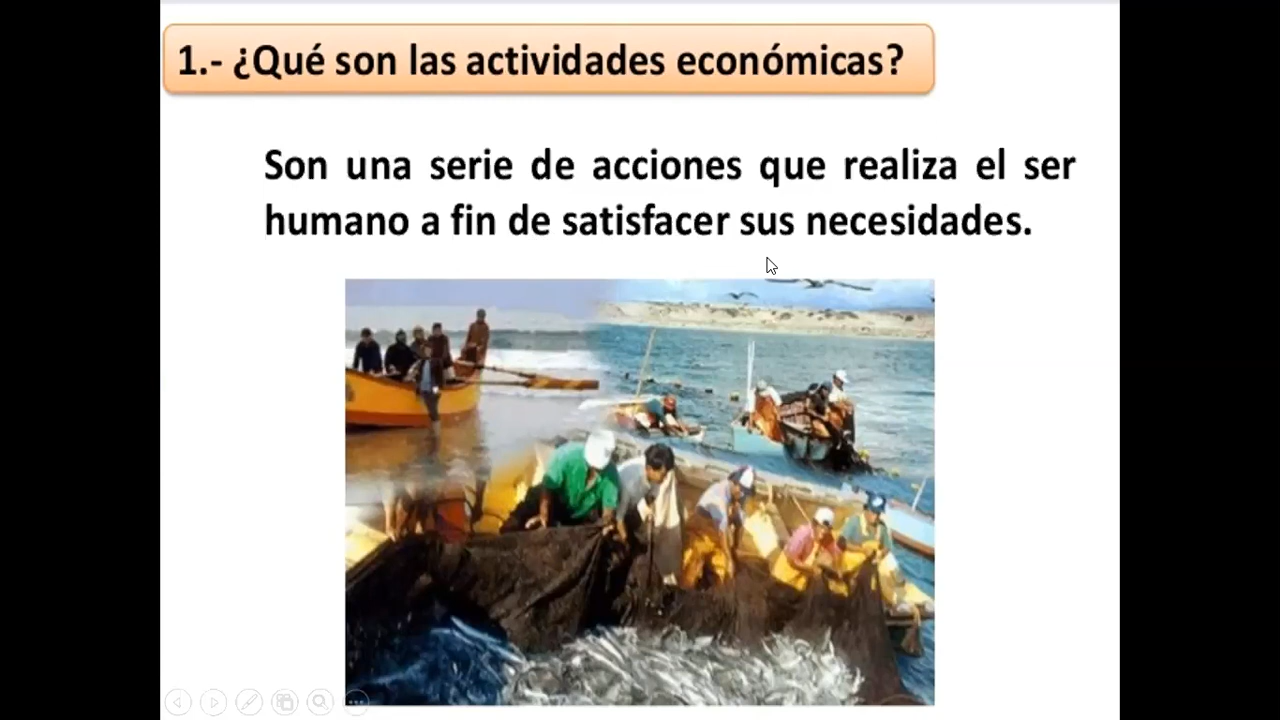 1.- ¿Qué son las actividades económicas?
Son una serie de acciones que realiza el ser
humano a fin de satisfacer sus necesidades.